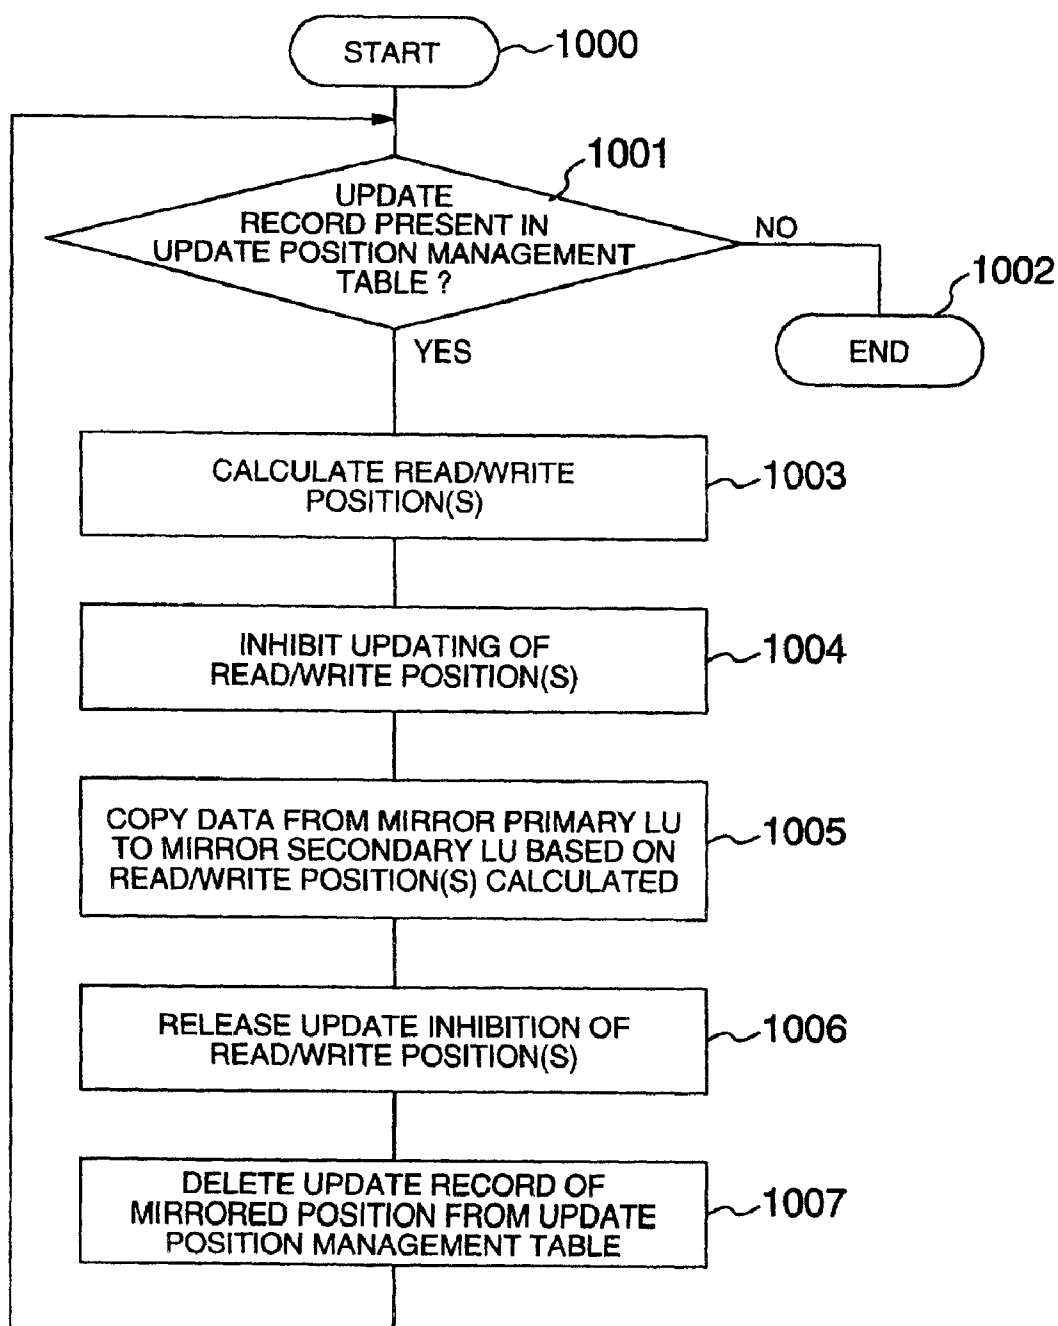 START
1000
1001
UPDATE
RECORD PRESENT IN
UPDATE POSITION MANAGEMENT
TABLE ?
NO
1002
END
YES
CALCULATE READ/WRITE
POSITION(S)
1003
INHIBIT UPDATING OF
READ/WRITE POSITION(S)
1004
COPY DATA FROM MIRROR PRIMARY LU
TO MIRROR SECONDARY LU BASED ON
READ/WRITE POSITION(S) CALCULATED
1005
RELEASE UPDATE INHIBITION OF
READ/WRITE POSITION(S)
1006
DELETE UPDATE RECORD OF
MIRRORED POSITION FROM UPDATE
POSITION MANAGEMENT TABLE
1007